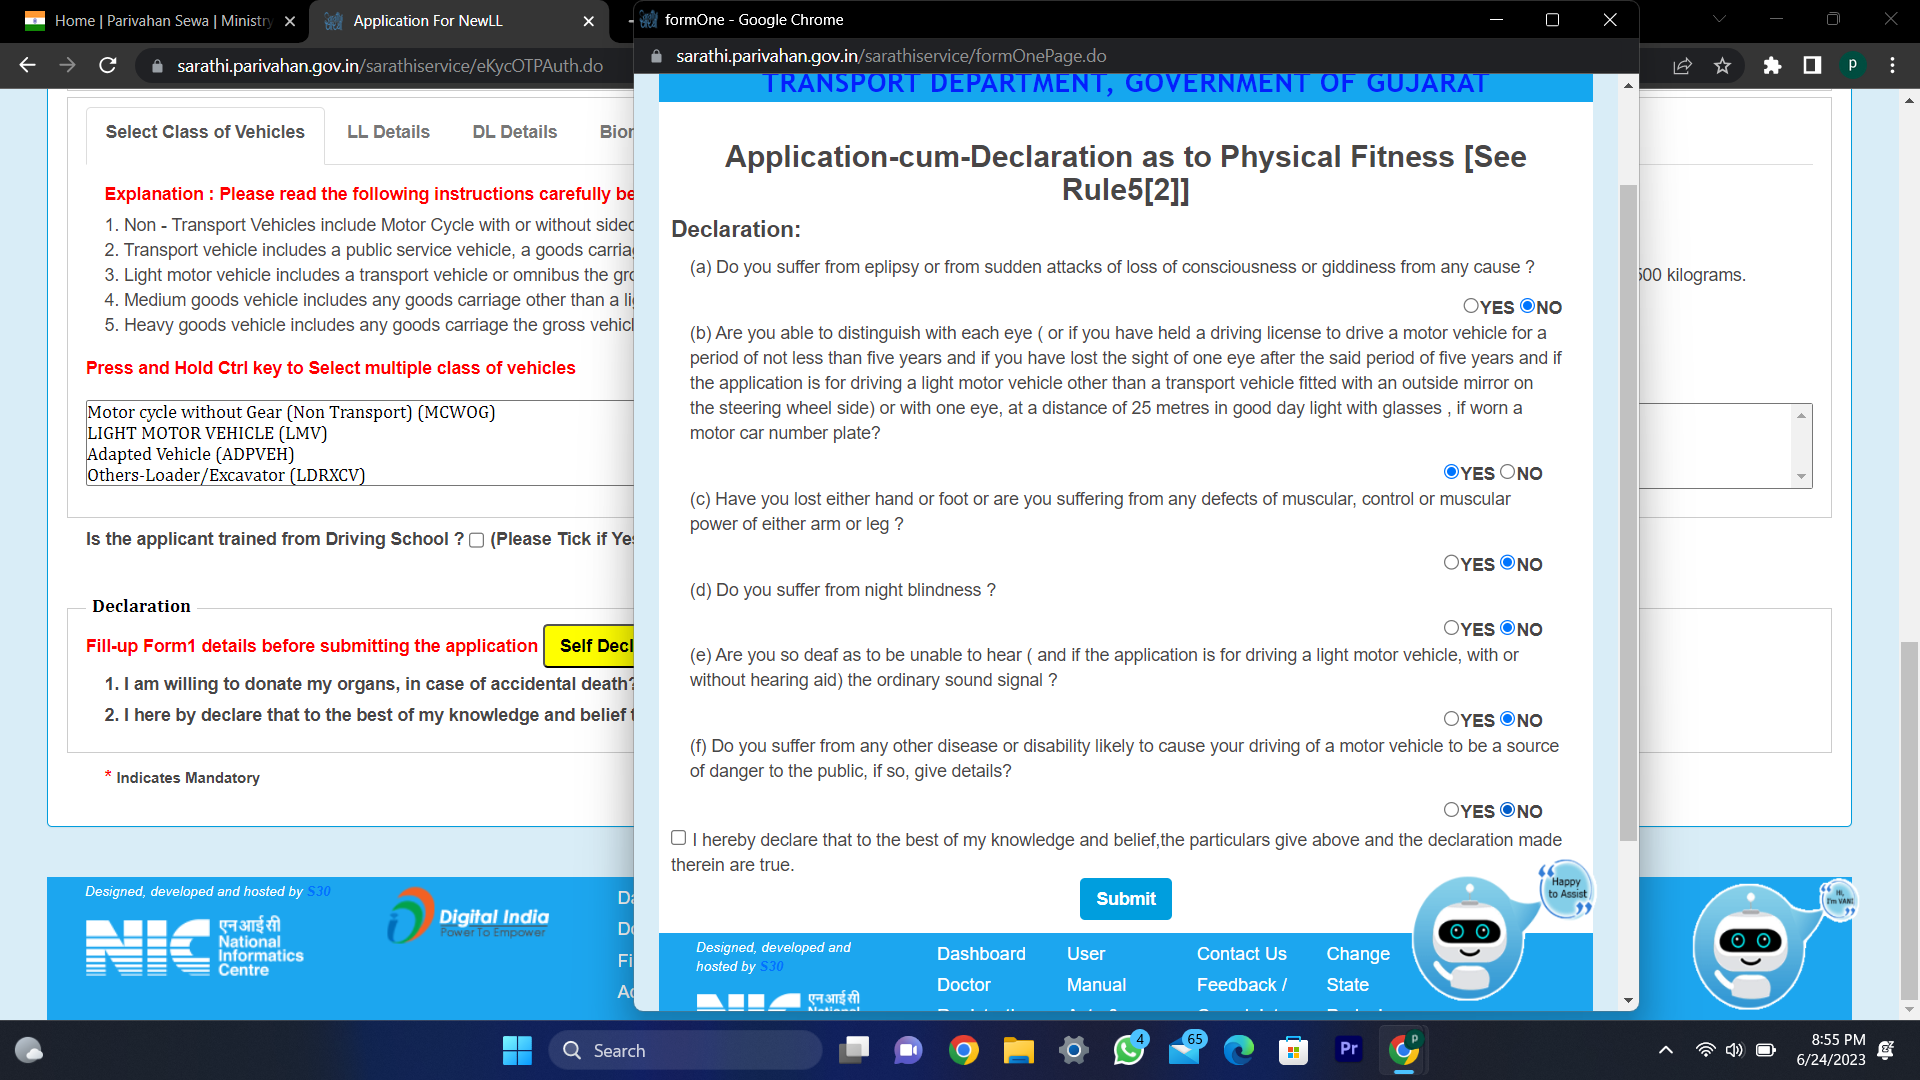 Home | Parivahan Sewa | Ministry
Application For NewLL
sarathi.parivahan.gov.in/sarathiservice/eKycOTPAuth.do
P
formOne - Google Chrome
sarathi.parivahan.gov.in/sarathiservice/formOnePage.do
Select Class of Vehicles
LL Details
DL Details
Explanation : Please read the following instructions carefully
1. Non - Transport Vehicles include Motor Cycle with or without
2. Transport vehicle includes a public service vehicle, a goods
3. Light motor vehicle includes a transport vehicle or omnibus the
4. Medium goods vehicle includes any goods carriage other than a
5. Heavy goods vehicle includes any goods carriage the gross
kilograms.
Press and Hold Ctrl key to Select multiple class of vehicles
Motor cycle without Gear (Non Transport) (MCWOG)
LIGHT MOTOR VEHICLE (LMV)
Adapted Vehicle (ADPVEH)
Others-Loader/Excavator (LDRXCV)
Is the applicant trained from Driving School ? (Please Tick if
Declaration
Fill-up Form1 details before submitting the application
Self
1. I am willing to donate my organs, in case of accidental death?
2. I here by declare that to the best of my knowledge and belief
* Indicates Mandatory
Designed, developed and hosted by S30
NIC एन आई सी
National
Informatics
Centre
Digital India
Power To Empower
TRANSPORT DEPARTMENT, GOVERNMENT OF GUJARAT
Application-cum-Declaration as to Physical Fitness [See
Rule5[2]]
Declaration:
(a) Do you suffer from eplipsy or from sudden attacks of loss of consciousness or giddiness from any cause ?
YES NO
(b) Are you able to distinguish with each eye ( or if you have held a driving license to drive a motor vehicle for a
period of not less than five years and if you have lost the sight of one eye after the said period of five years and if
the application is for driving a light motor vehicle other than a transport vehicle fitted with an outside mirror on
the steering wheel side) or with one eye, at a distance of 25 metres in good day light with glasses , if worn a
motor car number plate?
YES NO
(c) Have you lost either hand or foot or are you suffering from any defects of muscular, control or muscular
power of either arm or leg ?
YES NO
(d) Do you suffer from night blindness ?
YES NO
(e) Are you so deaf as to be unable to hear ( and if the application is for driving a light motor vehicle, with or
without hearing aid) the ordinary sound signal ?
YES NO
(f) Do you suffer from any other disease or disability likely to cause your driving of a motor vehicle to be a source
of danger to the public, if so, give details?
YES NO
I hereby declare that to the best of my knowledge and belief,the particulars give above and the declaration made
therein are true.
Submit
Happy
to Assist
Hi,
I'm VANI
Designed, developed and
hosted by S30
एन आई सी
National
Dashboard
Doctor
User
Manual
Contact Us
Feedback /
Change
State
Search
4
65
Pr
P
8:55 PM
6/24/2023